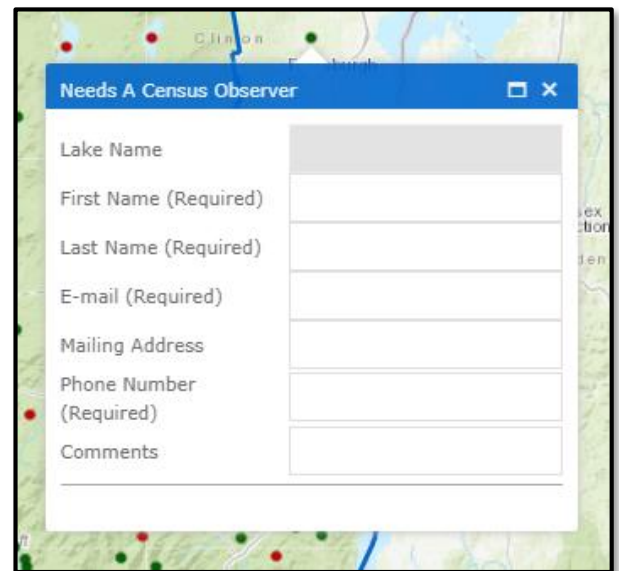 Clinton
Needs A Census Observer
Lake Name
First Name (Required)
Last Name (Required)
E-mail (Required)
Mailing Address
Phone Number
(Required)
Comments